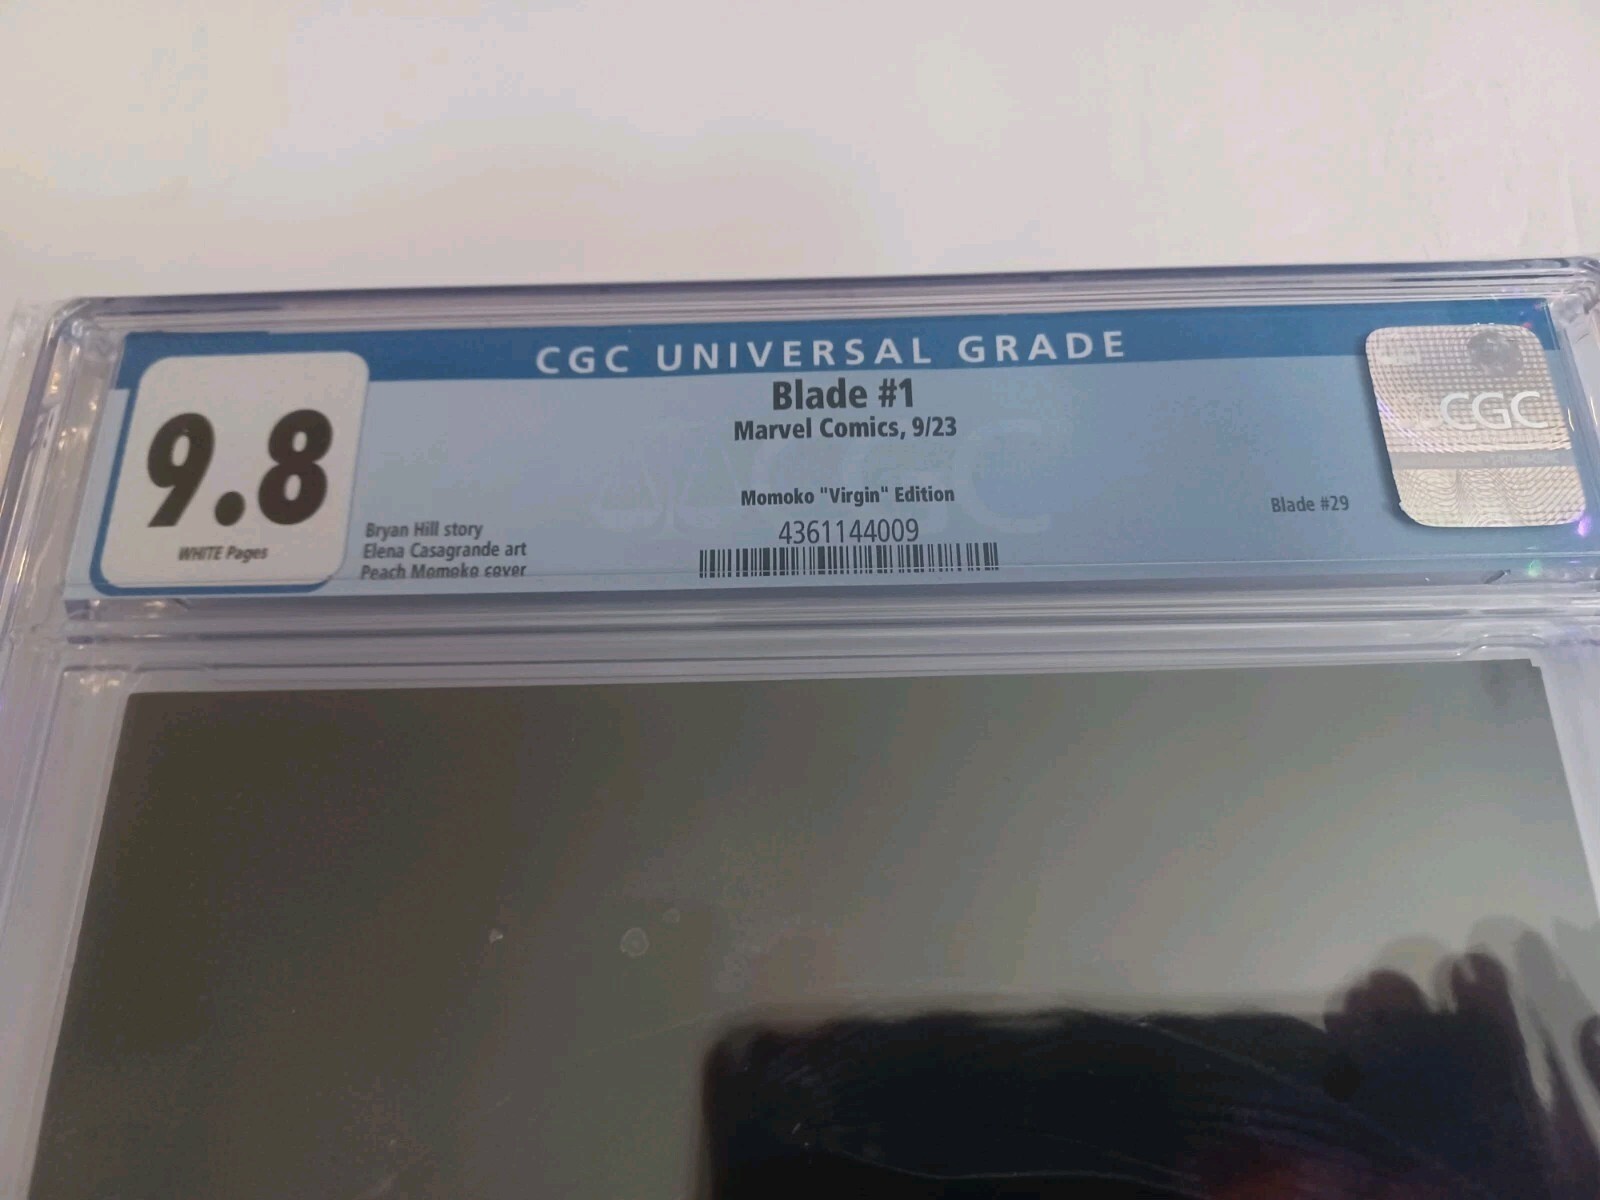 CGC UNIVERSAL GRADE
9.8
WHITE Pages
Blade #1
Marvel Comics, 9/23
Momoko "Virgin" Edition
4361144009
Bryan Hill story
Elena Casagrande art
Peach Momoko cover
Blade #29
CGC
CGC